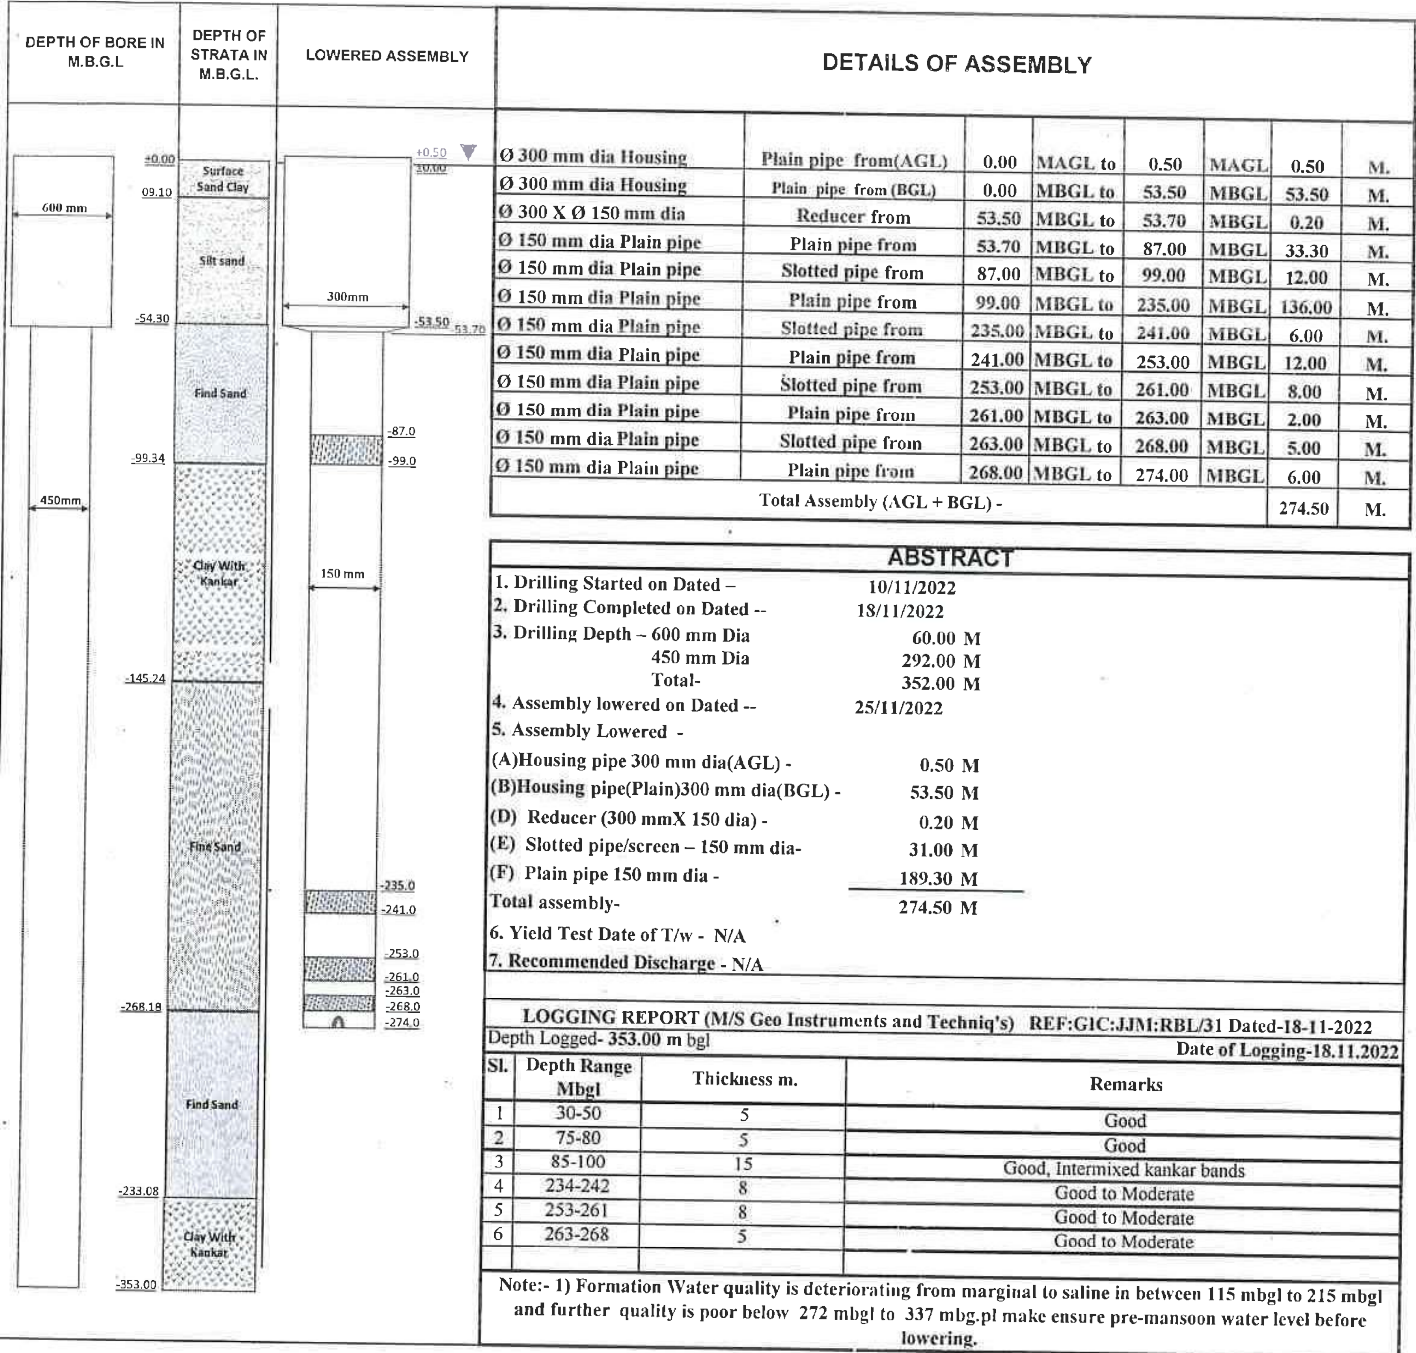 DEPTH OF BORE IN
M.B.G.L
DEPTH OF
STRATA IN
M.B.G.L.
LOWERED ASSEMBLY
DETAILS OF ASSEMBLY
±0.00
09.10
600 mm
-54.30
-99.34
450mm
-145.24
-268.18
-233.08
-353.00
Surface
Sand Clay
Silt sand
Find Sand
Clay With
Kankar
Fine Sand
Find Sand
Clay With
Kankar
+0.50
±0.00
300mm
-53.50
-53.70
-87.0
-99.0
150 mm
-235.0
-241.0
-253.0
-261.0
-263.0
-268.0
-274.0
Ø 300 mm dia Housing Plain pipe from(AGL) 0.00 MAGL to 0.50 MAGL 0.50 M.
Ø 300 mm dia Housing Plain pipe from (BGL) 0.00 MBGL to 53.50 MBGL 53.50 M.
Ø 300 X Ø 150 mm dia Reducer from 53.50 MBGL to 53.70 MBGL 0.20 M.
Ø 150 mm dia Plain pipe Plain pipe from 53.70 MBGL to 87.00 MBGL 33.30 M.
Ø 150 mm dia Plain pipe Slotted pipe from 87.00 MBGL to 99.00 MBGL 12.00 M.
Ø 150 mm dia Plain pipe Plain pipe from 99.00 MBGL to 235.00 MBGL 136.00 M.
Ø 150 mm dia Plain pipe Slotted pipe from 235.00 MBGL to 241.00 MBGL 6.00 M.
Ø 150 mm dia Plain pipe Plain pipe from 241.00 MBGL to 253.00 MBGL 12.00 M.
Ø 150 mm dia Plain pipe Slotted pipe from 253.00 MBGL to 261.00 MBGL 8.00 M.
Ø 150 mm dia Plain pipe Plain pipe from 261.00 MBGL to 263.00 MBGL 2.00 M.
Ø 150 mm dia Plain pipe Slotted pipe from 263.00 MBGL to 268.00 MBGL 5.00 M.
Ø 150 mm dia Plain pipe Plain pipe from 268.00 MBGL to 274.00 MBGL 6.00 M.
Total Assembly (AGL + BGL) - 274.50 M.
ABSTRACT
1. Drilling Started on Dated – 10/11/2022
2. Drilling Completed on Dated -- 18/11/2022
3. Drilling Depth – 600 mm Dia 60.00 M
450 mm Dia 292.00 M
Total- 352.00 M
4. Assembly lowered on Dated -- 25/11/2022
5. Assembly Lowered -
(A)Housing pipe 300 mm dia(AGL) - 0.50 M
(B)Housing pipe(Plain)300 mm dia(BGL) - 53.50 M
(D) Reducer (300 mmX 150 dia) - 0.20 M
(E) Slotted pipe/screen – 150 mm dia- 31.00 M
(F) Plain pipe 150 mm dia - 189.30 M
Total assembly- 274.50 M
6. Yield Test Date of T/w - N/A
7. Recommended Discharge - N/A
LOGGING REPORT (M/S Geo Instruments and Techniq's) REF:GIC:JJM:RBL/31 Dated-18-11-2022
Depth Logged- 353.00 m bgl
Date of Logging-18.11.2022
Sl. Depth Range Mbgl Thickness m. Remarks
1 30-50 5 Good
2 75-80 5 Good
3 85-100 15 Good, Intermixed kankar bands
4 234-242 8 Good to Moderate
5 253-261 8 Good to Moderate
6 263-268 5 Good to Moderate
Note:- 1) Formation Water quality is deteriorating from marginal to saline in between 115 mbgl to 215 mbgl
and further quality is poor below 272 mbgl to 337 mbg.pl make ensure pre-mansoon water level before
lowering.